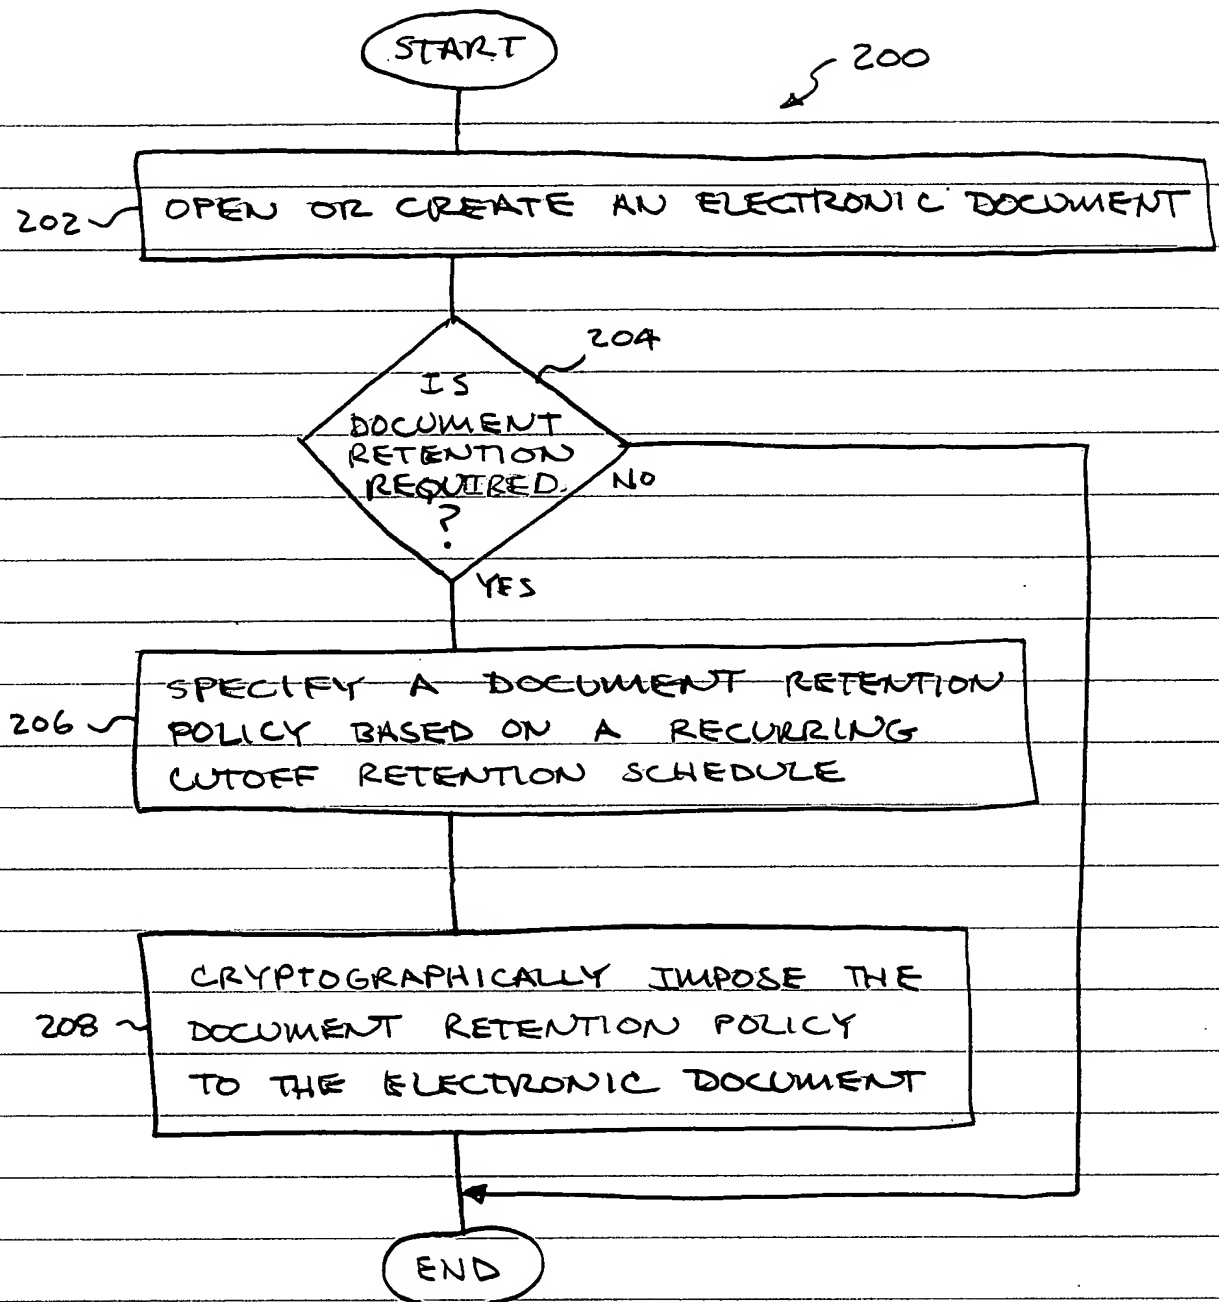 START
200
202
OPEN OR CREATE AN ELECTRONIC DOCUMENT
204
IS
DOCUMENT
RETENTION
REQUIRED.
?
NO
YES
206
SPECIFY A DOCUMENT RETENTION
POLICY BASED ON A RECURRING
CUTOFF RETENTION SCHEDULE
208
CRYPTOGRAPHICALLY IMPOSE THE
DOCUMENT RETENTION POLICY
TO THE ELECTRONIC DOCUMENT
END